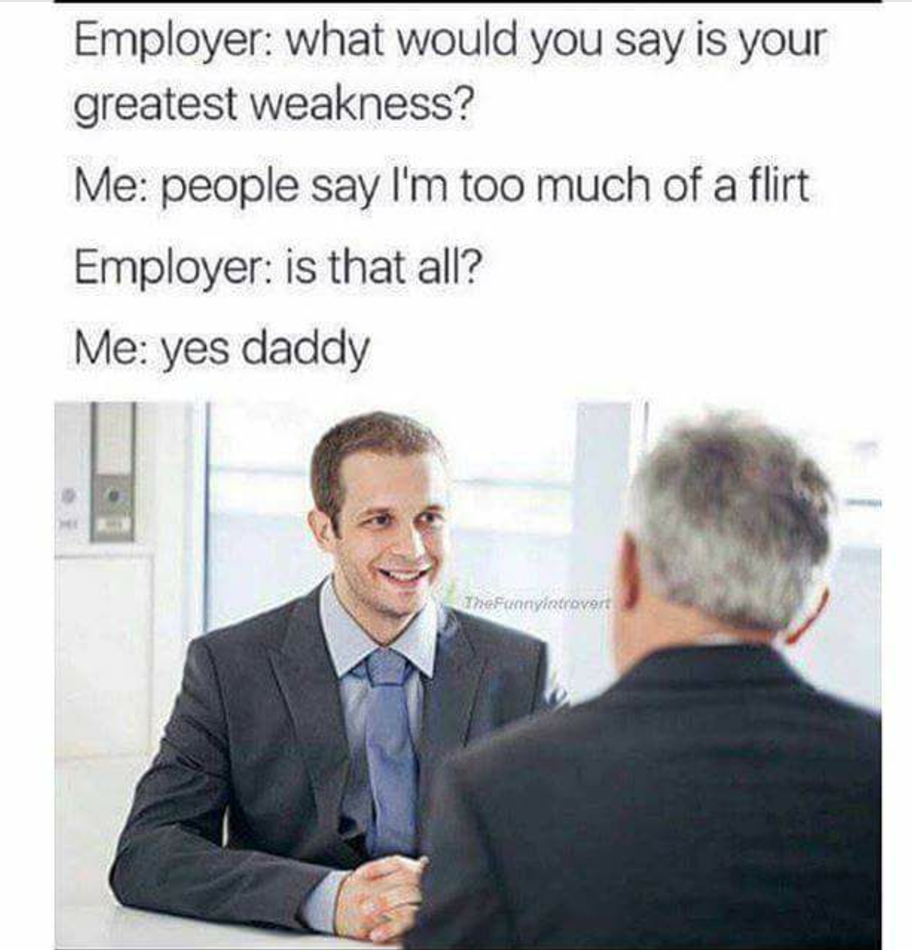 Employer: what would you say is your
greatest weakness?
Me: people say I'm too much of a flirt
Employer: is that all?
Me: yes daddy
TheFunnyIntrovert